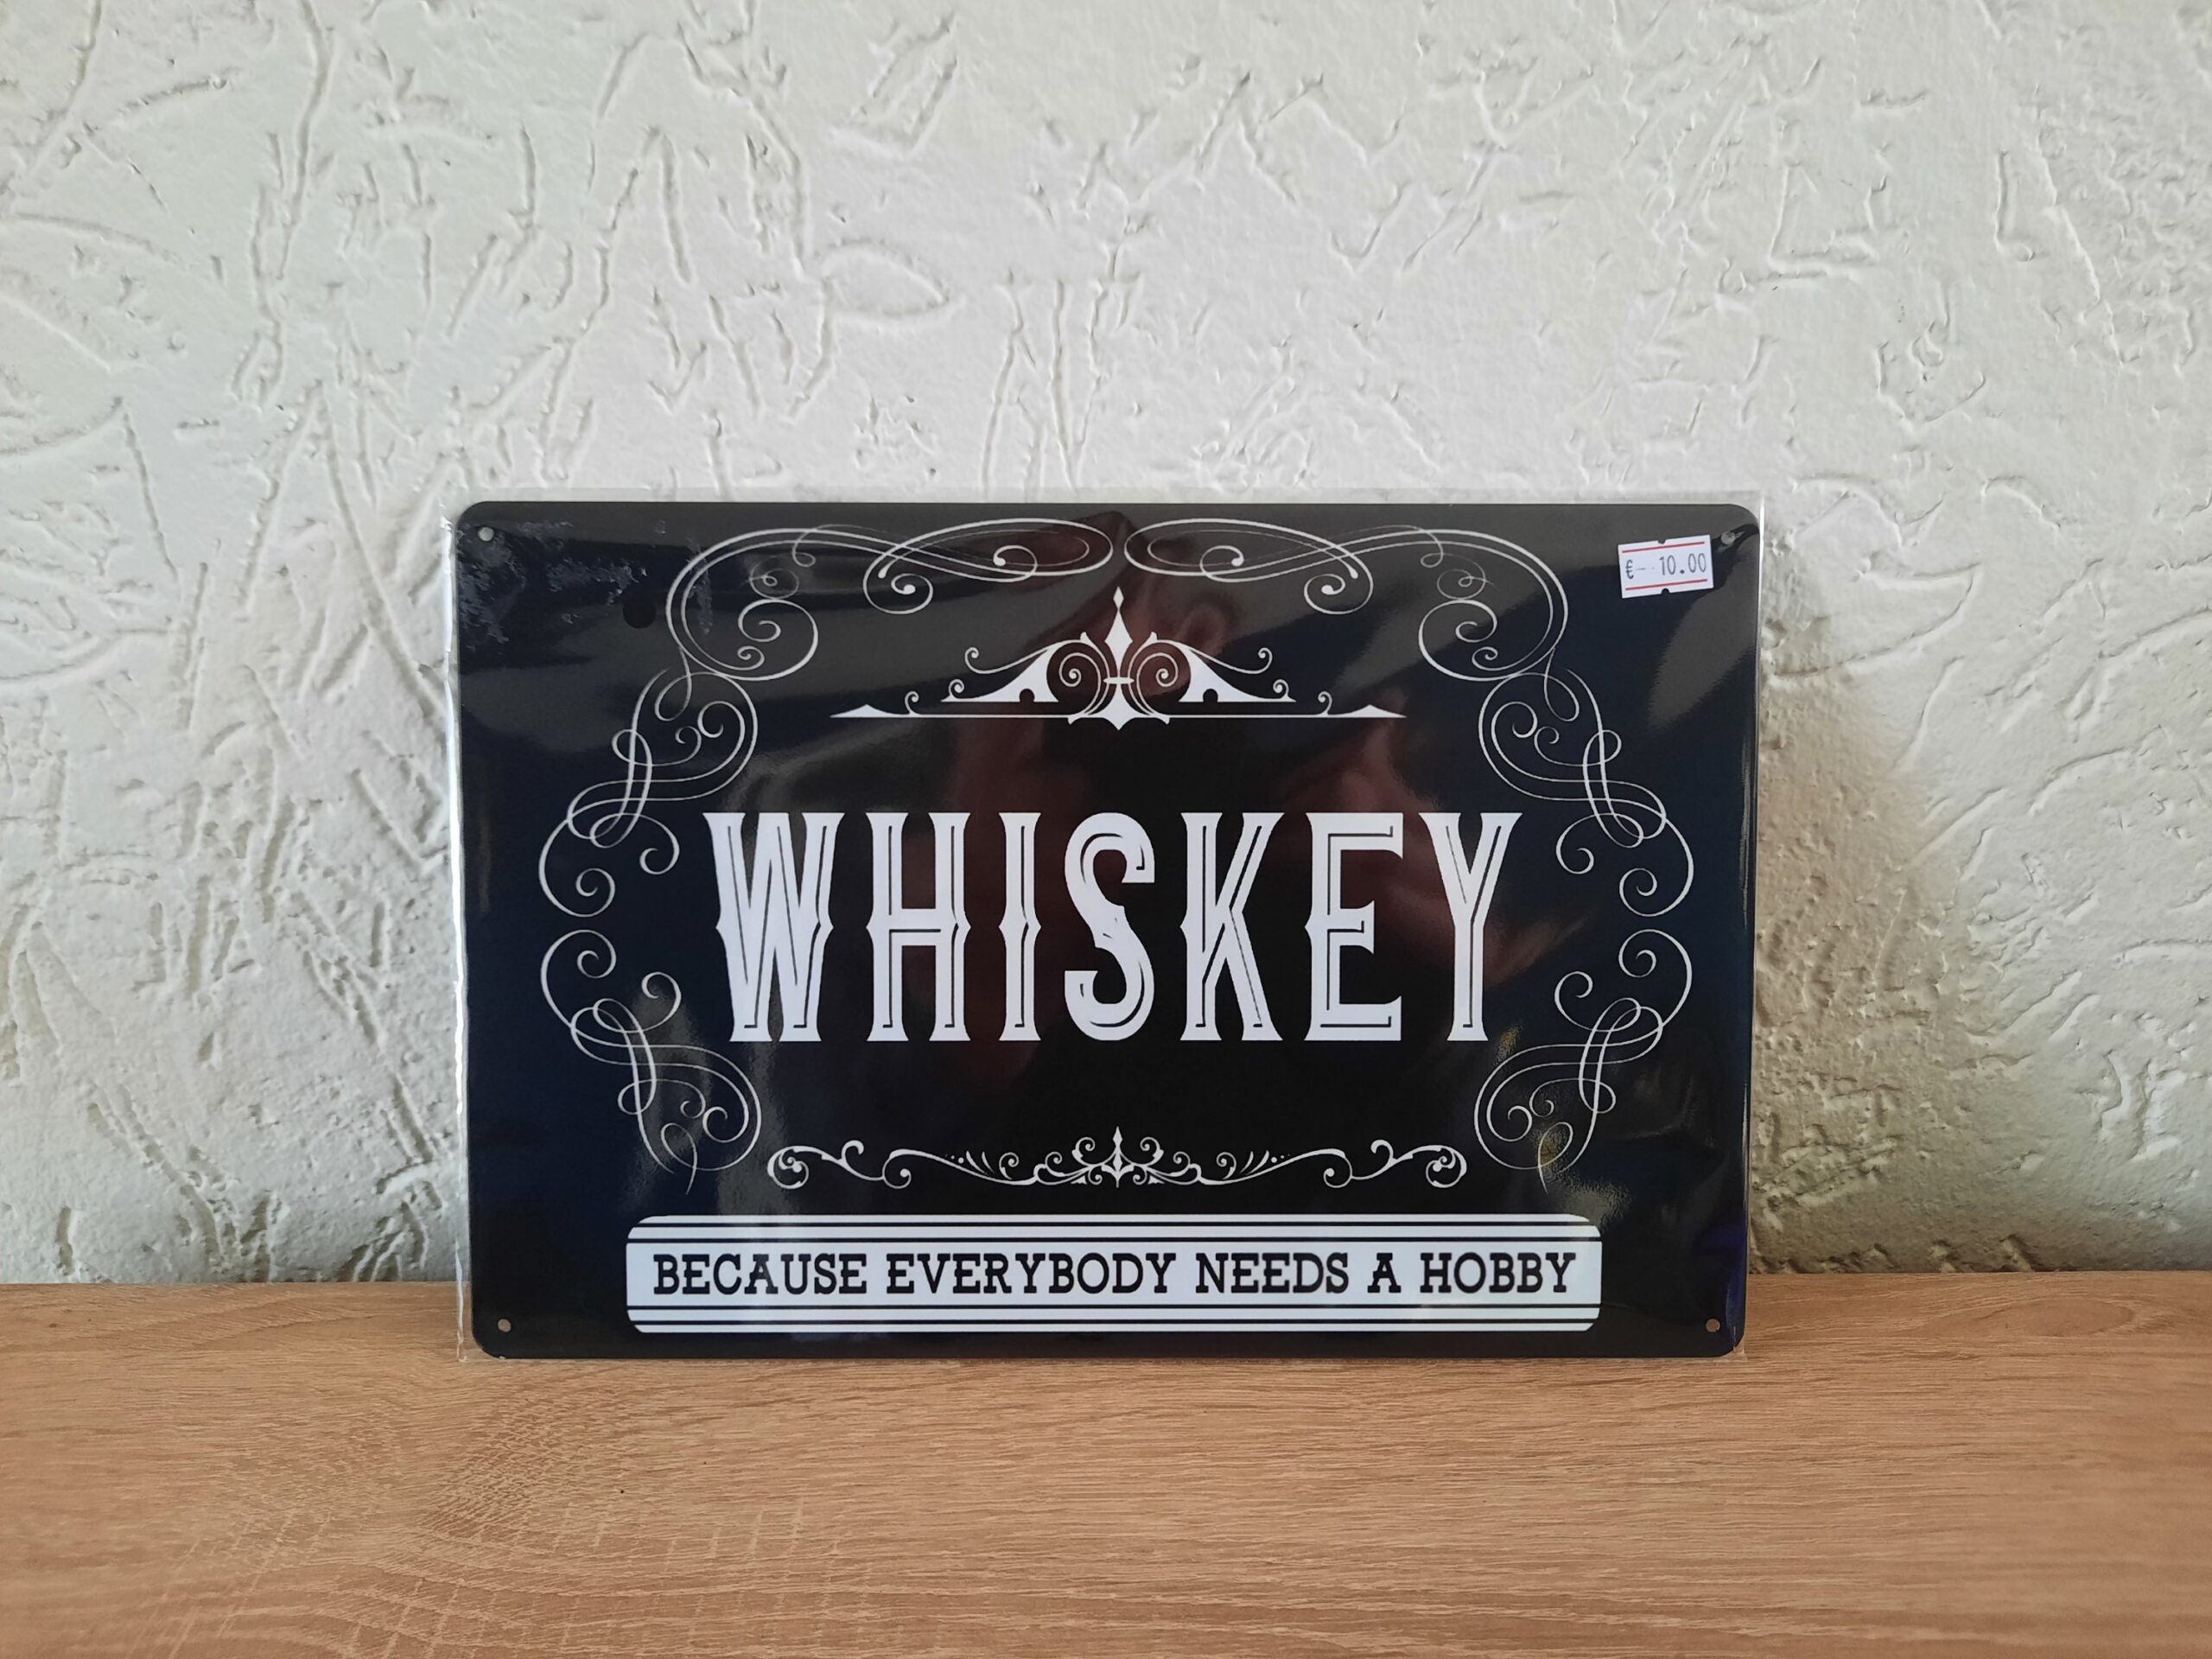 €--10.00
WHISKEY
BECAUSE EVERYBODY NEEDS A HOBBY